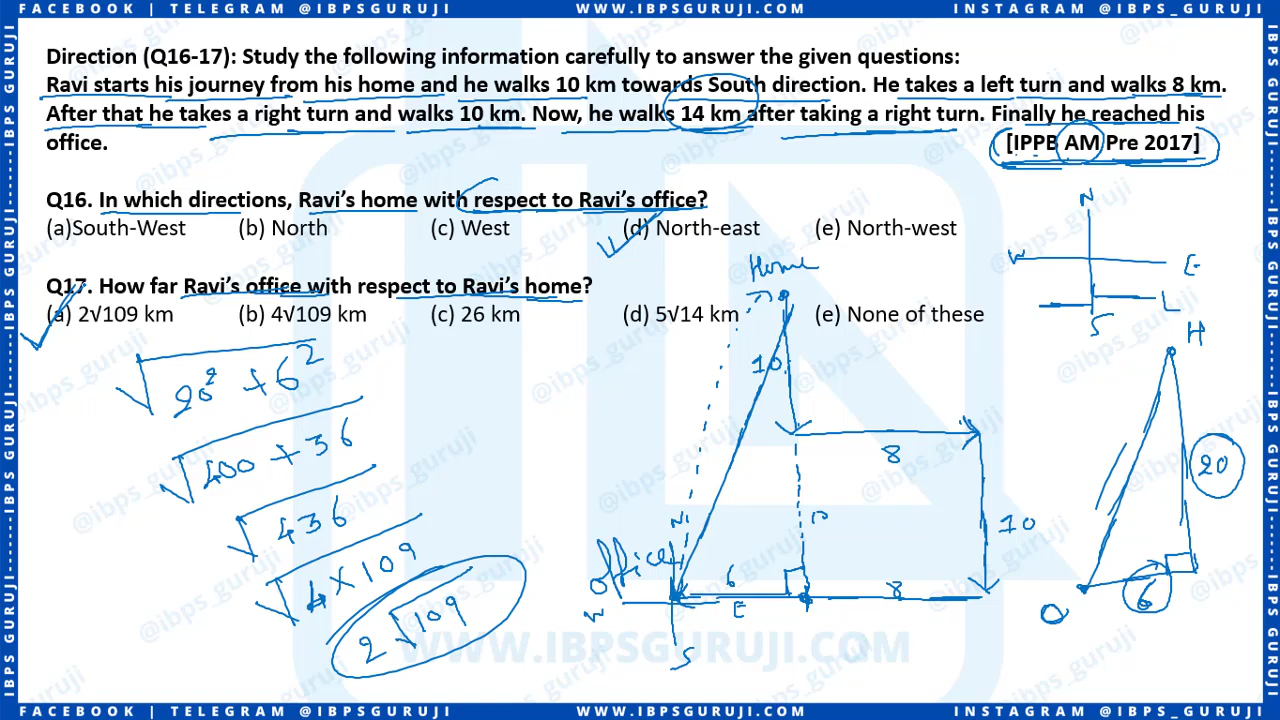 FACEBOOK | TELEGRAM @IBPSGURUJI WWW.IBPSGURUJI.COM INSTAGRAM @IBPS_GURUJI
Direction (Q16-17): Study the following information carefully to answer the given questions:
Ravi starts his journey from his home and he walks 10 km towards South direction. He takes a left turn and walks 8 km.
After that he takes a right turn and walks 10 km. Now, he walks 14 km after taking a right turn. Finally he reached his
office. [IPPB AM Pre 2017]
Q16. In which directions, Ravi's home with respect to Ravi's office?
(a)South-West (b) North (c) West (d) North-east (e) North-west
Q17. How far Ravi's office with respect to Ravi's home?
(a) 2√109 km (b) 4√109 km (c) 26 km (d) 5√14 km (e) None of these
N
W E
S L
Home
H
10
√20² + 6²
√400 + 36
8
20
√436
N
10
office
√4 × 109
6
8
W E
6
O
2√109
S
@ibps_guruji
WWW.IBPSGURUJI.COM
FACEBOOK | TELEGRAM @IBPSGURUJI WWW.IBPSGURUJI.COM INSTAGRAM @IBPS_GURUJI